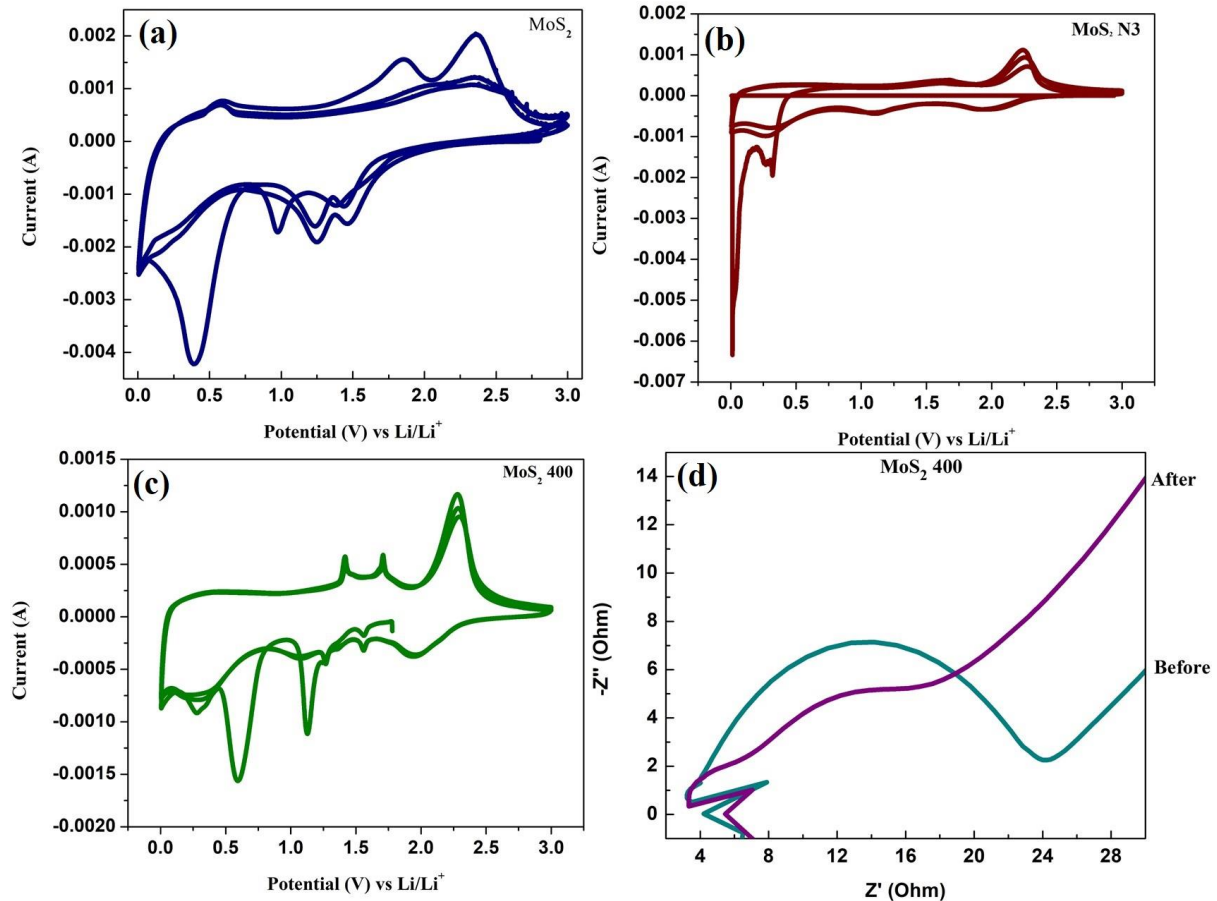 (a)
MoS2
0.002
0.001
0.000
-0.001
-0.002
-0.003
-0.004
Current (A)
0.0 0.5 1.0 1.5 2.0 2.5 3.0
Potential (V) vs Li/Li+
(b)
MoS2 N3
0.002
0.001
0.000
-0.001
-0.002
-0.003
-0.004
-0.005
-0.006
-0.007
Current (A)
0.0 0.5 1.0 1.5 2.0 2.5 3.0
Potential (V) vs Li/Li+
(c)
MoS2 400
0.0015
0.0010
0.0005
0.0000
-0.0005
-0.0010
-0.0015
-0.0020
Current (A)
0.0 0.5 1.0 1.5 2.0 2.5 3.0
Potential (V) vs Li/Li+
(d)
MoS2 400
After
Before
14
12
10
8
6
4
2
0
-Z'' (Ohm)
4 8 12 16 20 24 28
Z' (Ohm)